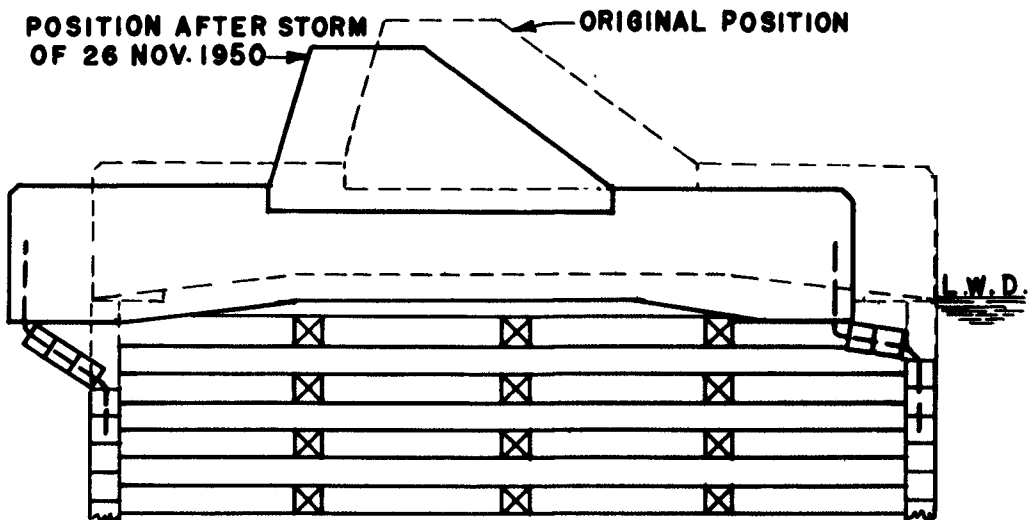 POSITION AFTER STORM
OF 26 NOV. 1950
ORIGINAL POSITION
L.W.D.